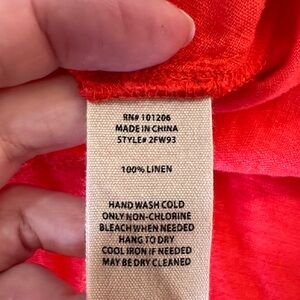 RN# 101206
MADE IN CHINA
STYLE# 2FW93
100% LINEN
HAND WASH COLD
ONLY NON-CHLORINE
BLEACH WHEN NEEDED
HANG TO DRY
COOL IRON IF NEEDED
MAY BE DRY CLEANED